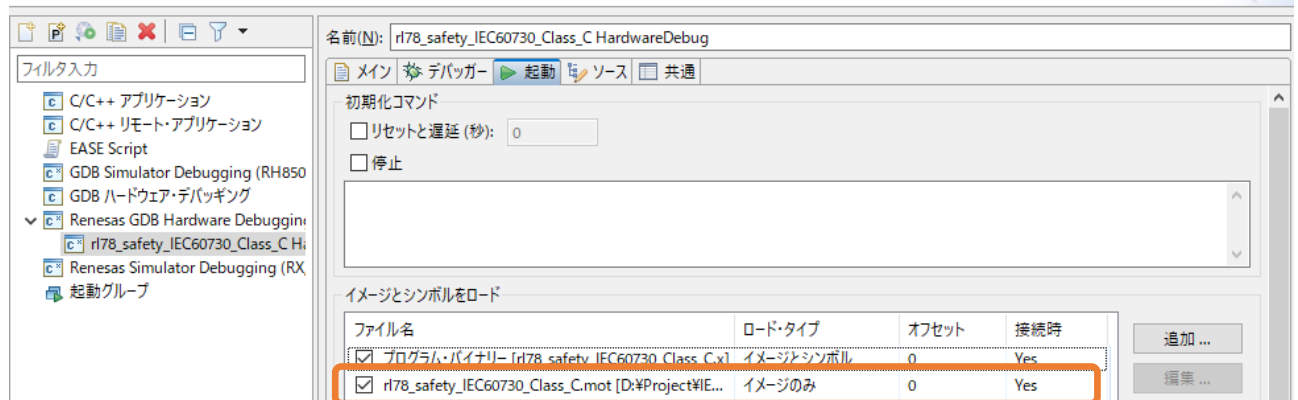 名前(N): rl78_safety_IEC60730_Class_C HardwareDebug
フィルタ入力
C/C++ アプリケーション
C/C++ リモート・アプリケーション
EASE Script
GDB Simulator Debugging (RH850
GDB ハードウェア・デバッギング
Renesas GDB Hardware Debugging
rl78_safety_IEC60730_Class_C Ha
Renesas Simulator Debugging (RX,
起動グループ
メイン デバッガー 起動 ソース 共通
初期化コマンド
リセットと遅延 (秒): 0
停止
イメージとシンボルをロード
ファイル名 ロード・タイプ オフセット 接続時
プログラム・バイナリー [rl78_safety_IEC60730_Class_C.x] イメージとシンボル 0 Yes
rl78_safety_IEC60730_Class_C.mot [D:¥Project¥IE... イメージのみ 0 Yes
追加 ...
編集 ...